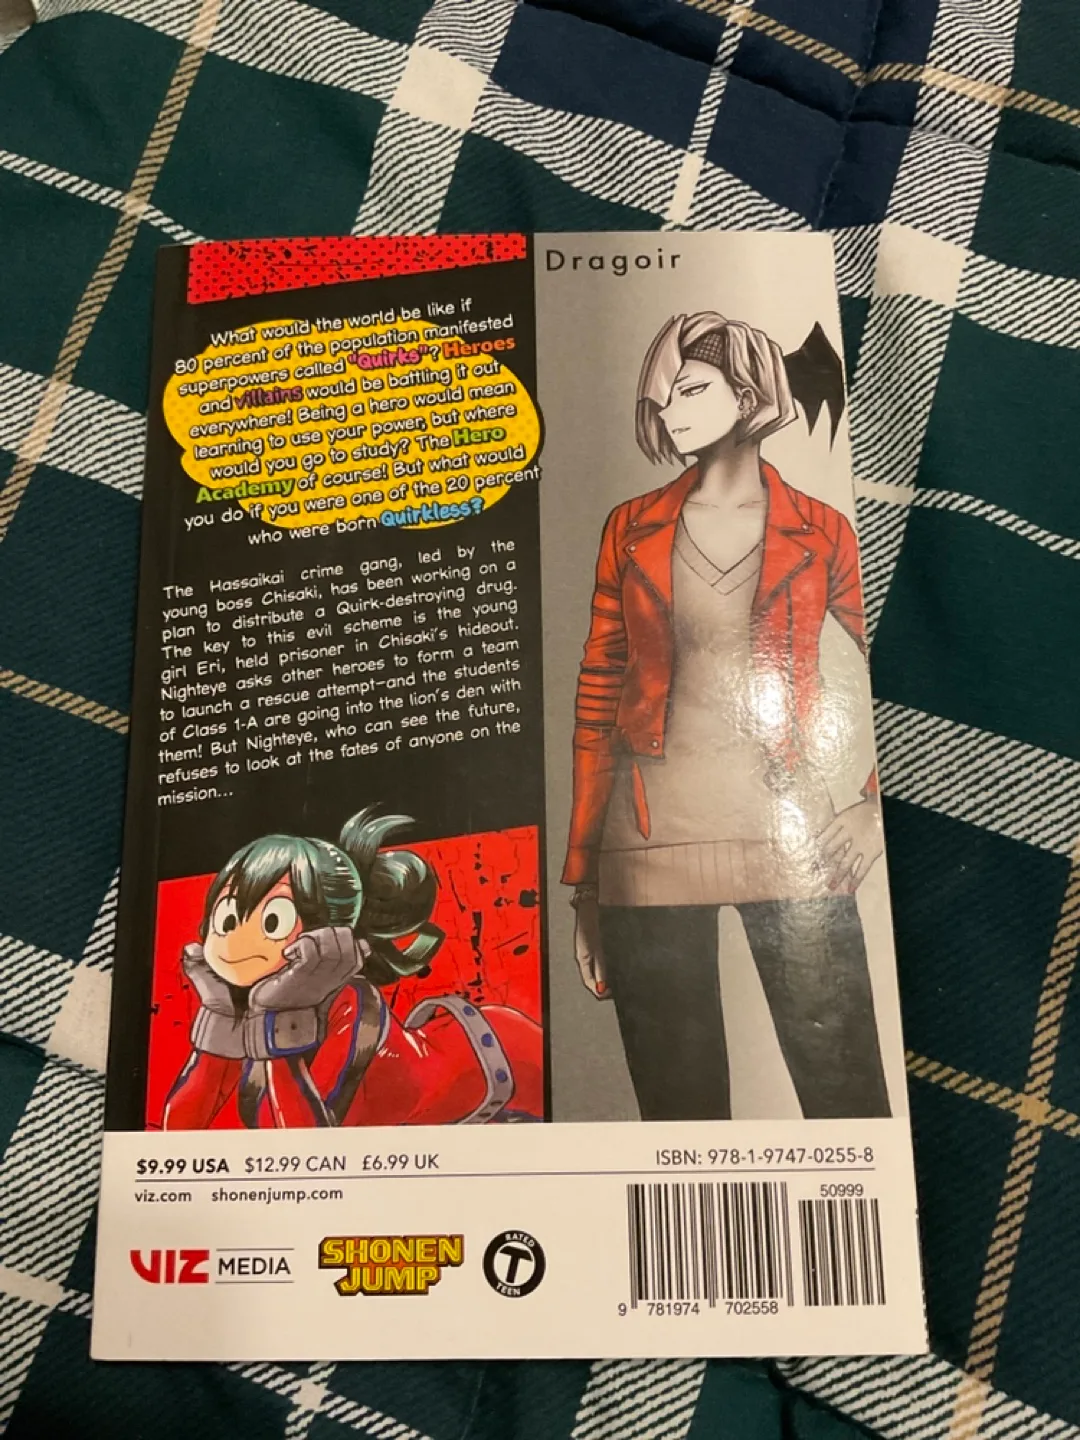 Dragoir
What would the world be like if
80 percent of the population manifested
superpowers called "Quirks"? Heroes
and villains would be battling it out
everywhere! Being a hero would mean
learning to use your power, but where
would you go to study? The Hero
Academy of course! But what would
you do if you were one of the 20 percent
who were born Quirkless?
The Hassaikai crime gang, led by the
young boss Chisaki, has been working on a
plan to distribute a Quirk-destroying drug.
The key to this evil scheme is the young
girl Eri, held prisoner in Chisaki's hideout.
Nighteye asks other heroes to form a team
to launch a rescue attempt—and the students
of Class 1-A are going into the lion's den with
them! But Nighteye, who can see the future,
refuses to look at the fates of anyone on the
mission...
$9.99 USA $12.99 CAN £6.99 UK
viz.com shonenjump.com
VIZ MEDIA
SHONEN
JUMP
RATED
T
TEEN
ISBN: 978-1-9747-0255-8
50999
9 781974 702558